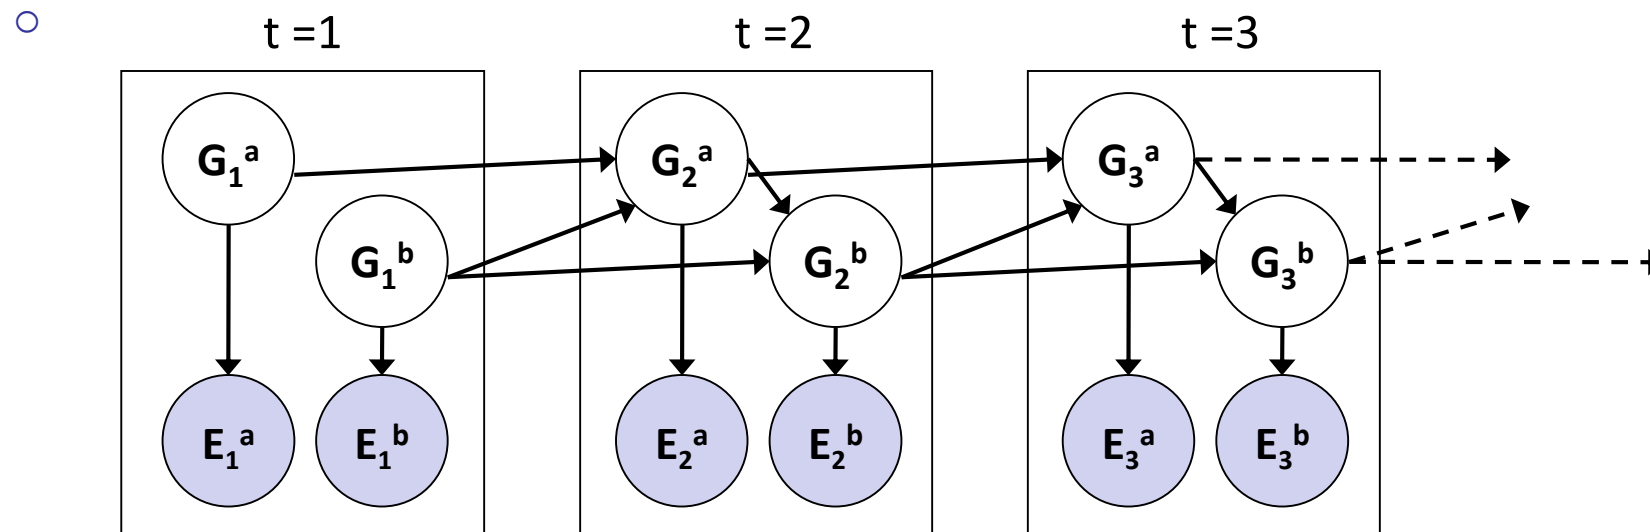 t =1 t =2 t =3
G₁ᵃ G₂ᵃ G₃ᵃ
G₁ᵇ G₂ᵇ G₃ᵇ
E₁ᵃ E₁ᵇ E₂ᵃ E₂ᵇ E₃ᵃ E₃ᵇ